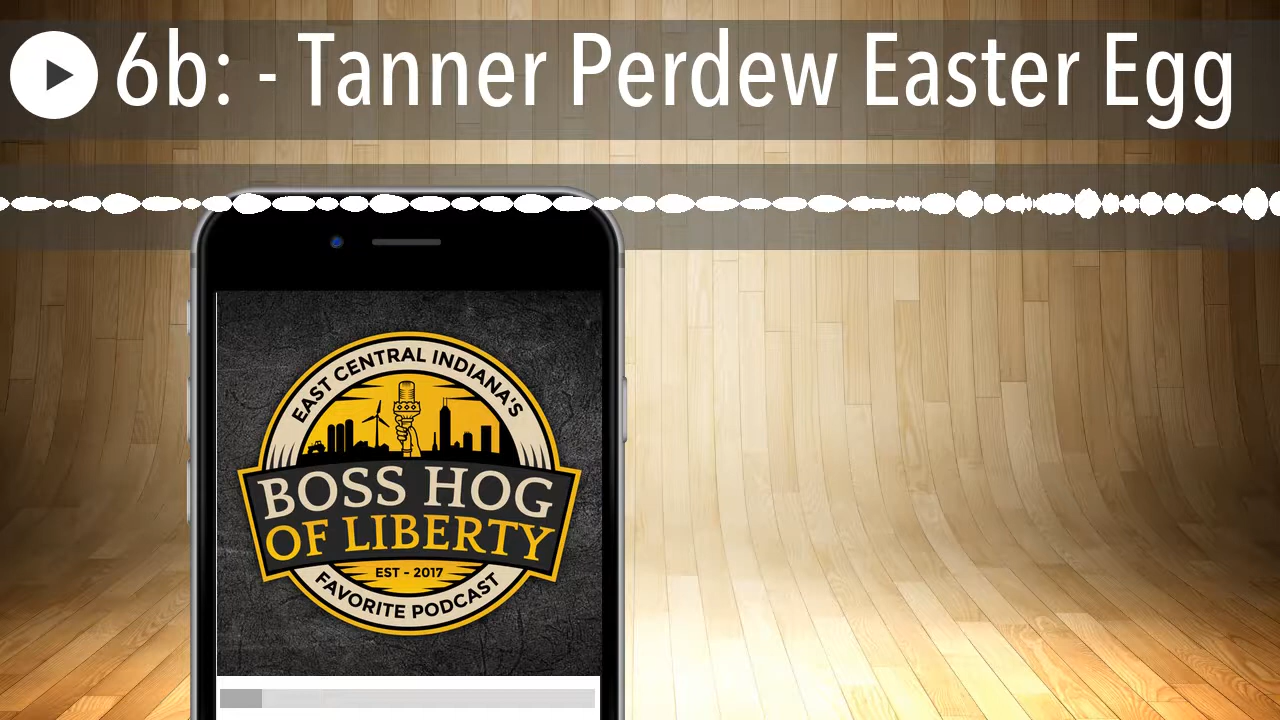 6b: - Tanner Perdew Easter Egg
EAST CENTRAL INDIANA'S
BOSS HOG
OF LIBERTY
EST - 2017
FAVORITE PODCAST